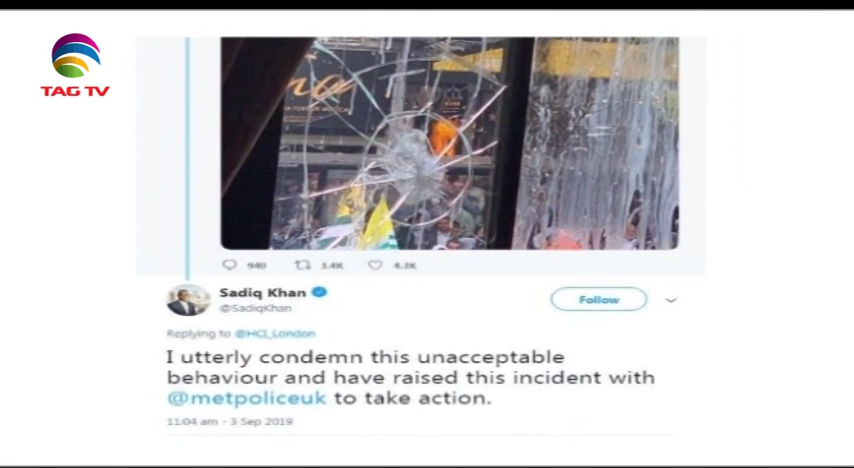 TAG TV
940 3.4K 4.3K
Sadiq Khan
@SadiqKhan
Follow
Replying to @HCI_London
I utterly condemn this unacceptable
behaviour and have raised this incident with
@metpoliceuk to take action.
11:04 am - 3 Sep 2019